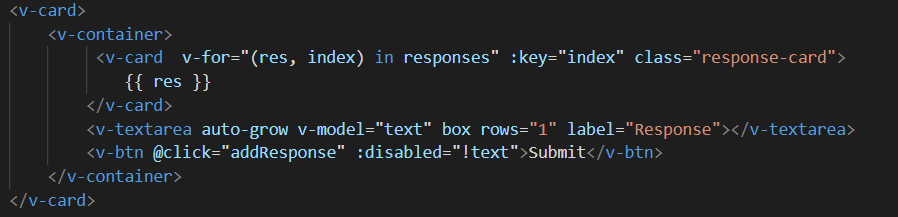 <v-card>
<v-container>
<v-card  v-for="(res, index) in responses" :key="index" class="response-card">
{{ res }}
</v-card>
<v-textarea auto-grow v-model="text" box rows="1" label="Response"></v-textarea>
<v-btn @click="addResponse" :disabled="!text">Submit</v-btn>
</v-container>
</v-card>